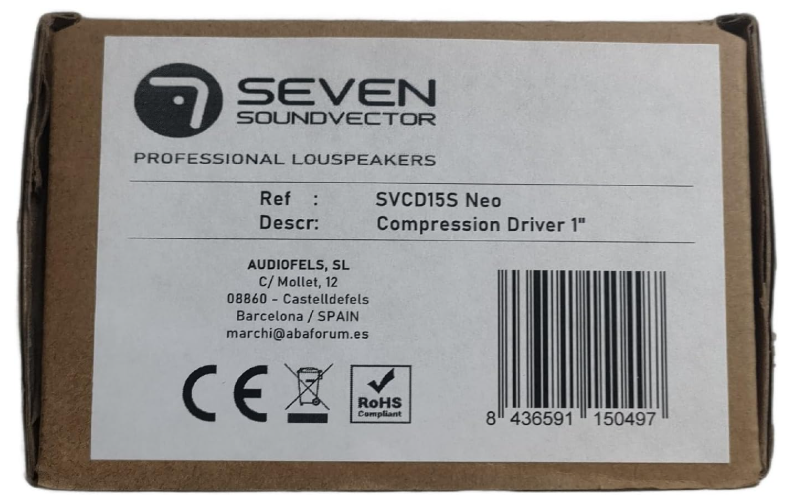 SEVEN
SOUNDVECTOR
PROFESSIONAL LOUSPEAKERS
Ref : SVCD15S Neo
Descr: Compression Driver 1"
AUDIOFELS, SL
C/ Mollet, 12
08860 - Castelldefels
Barcelona / SPAIN
marchi@abaforum.es
CE
RoHS
Compliant
8 436591 150497